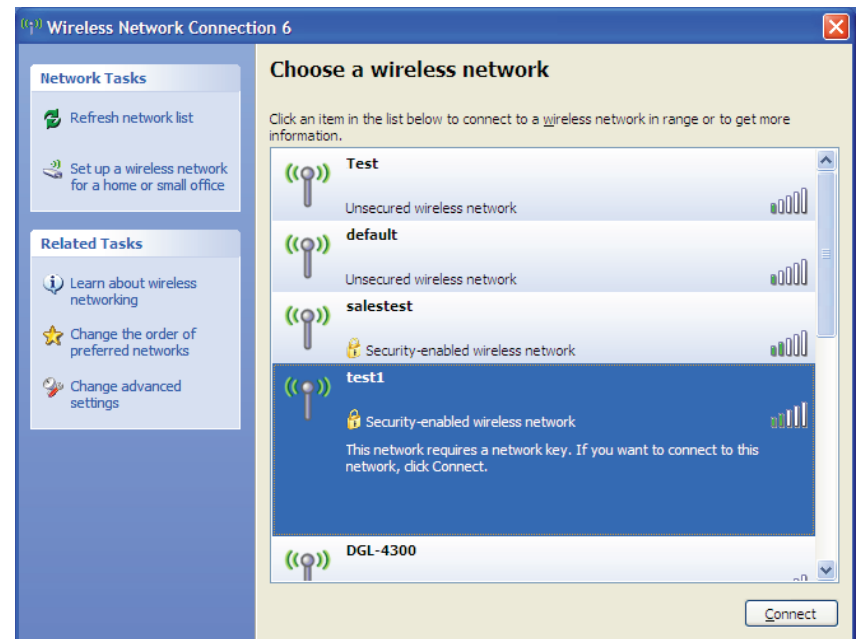 Wireless Network Connection 6
Network Tasks
Refresh network list
Set up a wireless network
for a home or small office
Related Tasks
Learn about wireless
networking
Change the order of
preferred networks
Change advanced
settings
Choose a wireless network
Click an item in the list below to connect to a wireless network in range or to get more
information.
Test
Unsecured wireless network
default
Unsecured wireless network
salestest
Security-enabled wireless network
test1
Security-enabled wireless network
This network requires a network key. If you want to connect to this
network, click Connect.
DGL-4300
Connect